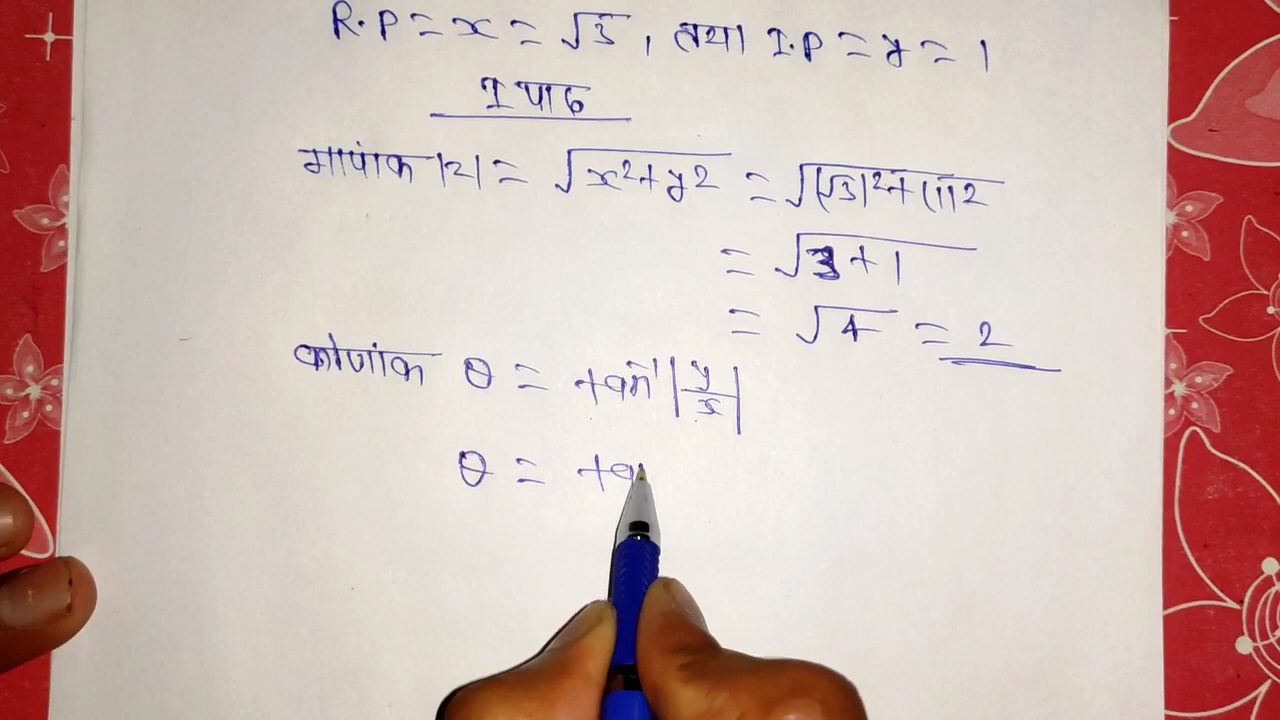 R.P = x = √3, तथा I.P = y = 1
I पाद
मापांक |z| = √x²+y² = √(√3)²+(1)²
= √3+1
= √4 = 2
कोणांक θ = tan⁻¹ |y/x|
θ = ta